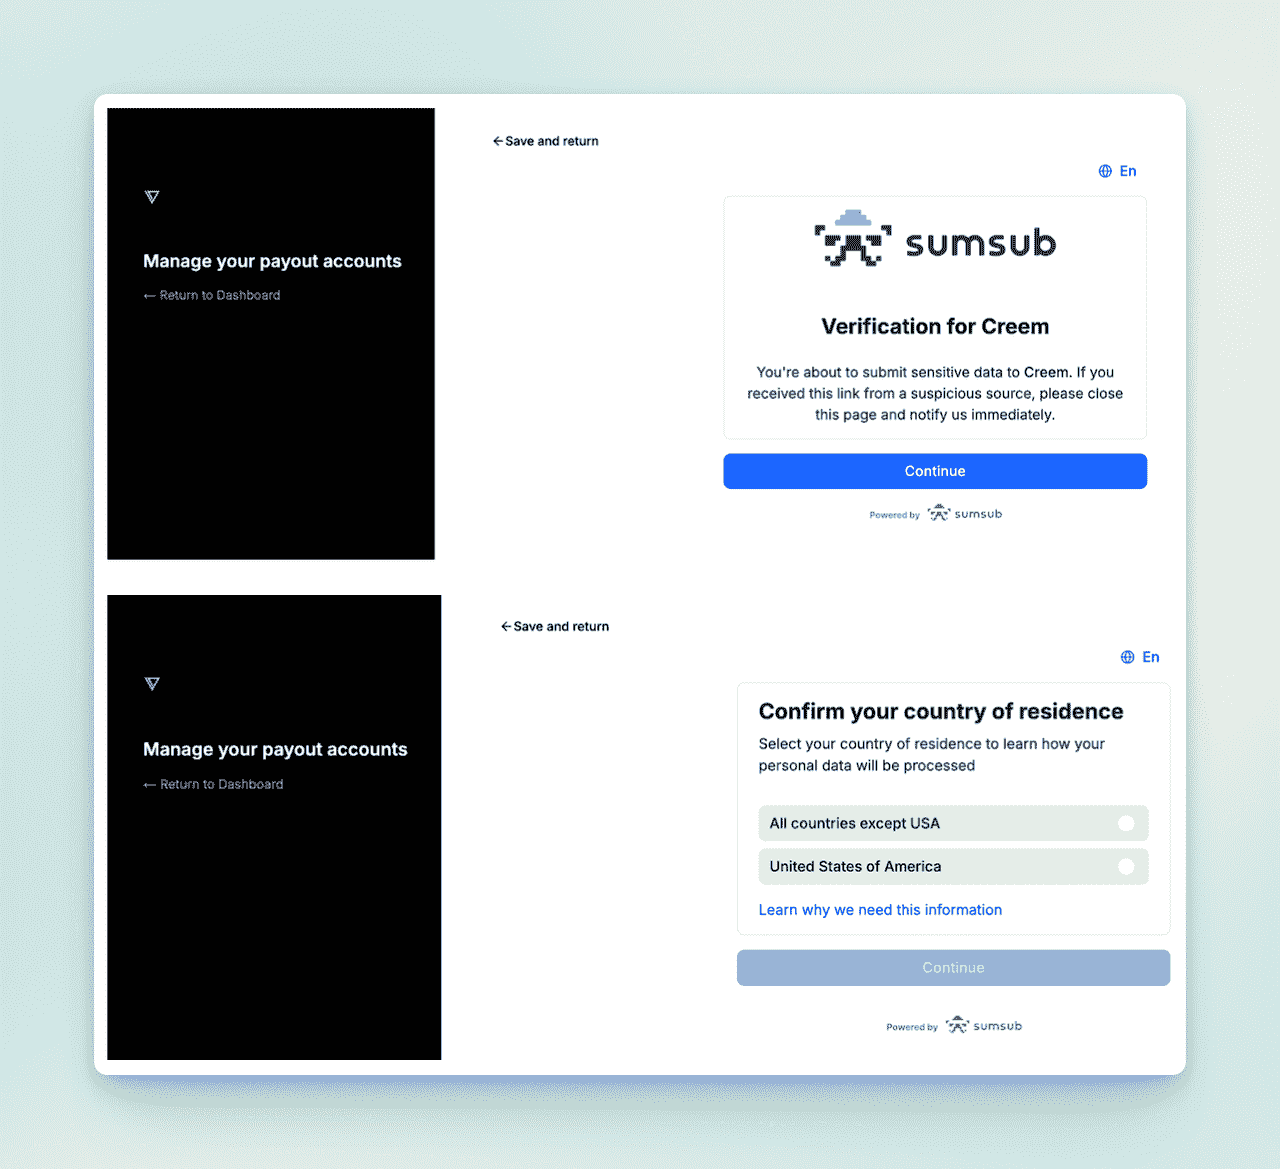 Manage your payout accounts
← Return to Dashboard
← Save and return
En
sumsub
Verification for Creem
You're about to submit sensitive data to Creem. If you
received this link from a suspicious source, please close
this page and notify us immediately.
Continue
Powered by sumsub
Manage your payout accounts
← Return to Dashboard
← Save and return
En
Confirm your country of residence
Select your country of residence to learn how your
personal data will be processed
All countries except USA
United States of America
Learn why we need this information
Continue
Powered by sumsub